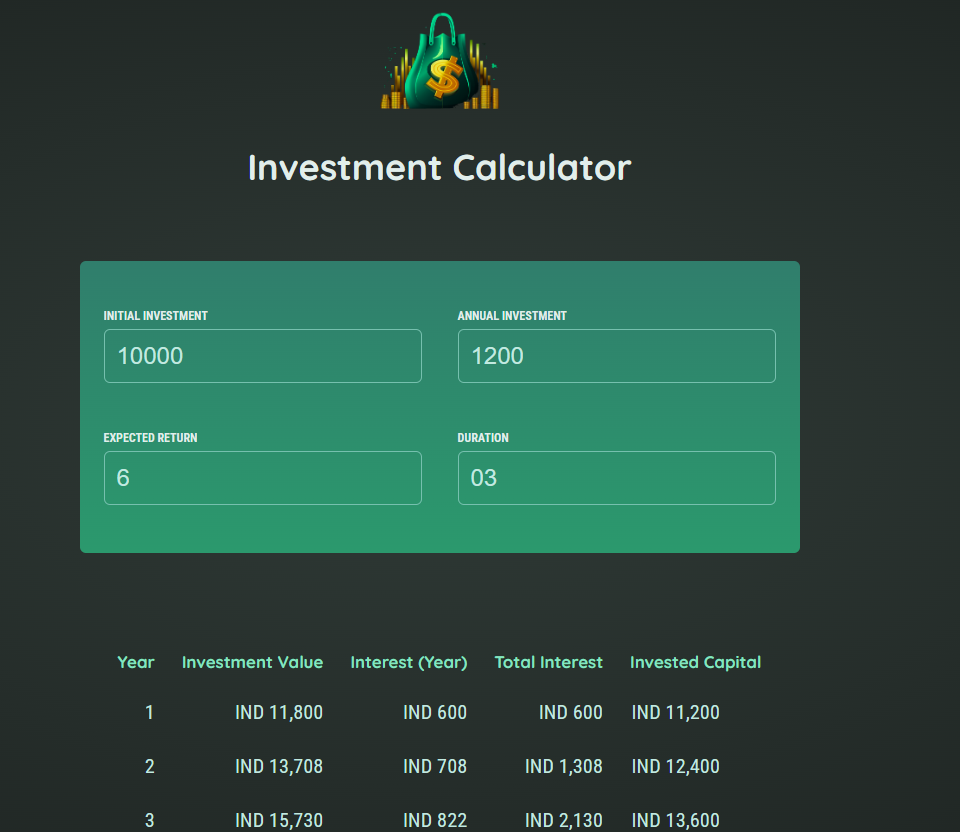 $
Investment Calculator
INITIAL INVESTMENT ANNUAL INVESTMENT
10000 1200
EXPECTED RETURN DURATION
6 03
Year Investment Value Interest (Year) Total Interest Invested Capital
1 IND 11,800 IND 600 IND 600 IND 11,200
2 IND 13,708 IND 708 IND 1,308 IND 12,400
3 IND 15,730 IND 822 IND 2,130 IND 13,600